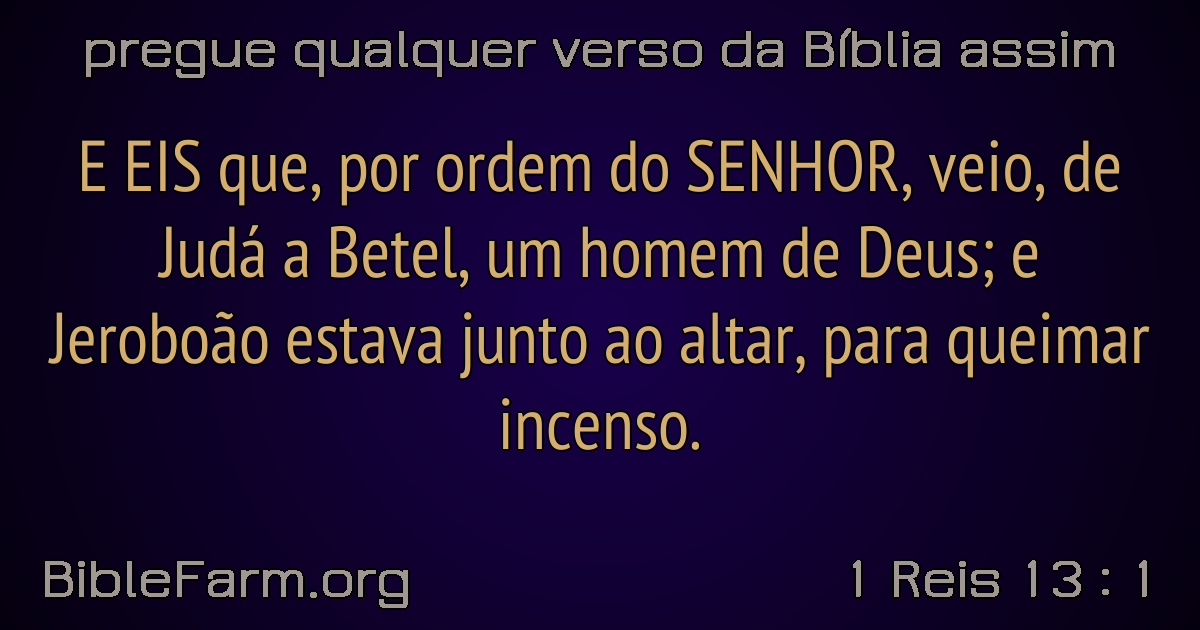 pregue qualquer verso da Bíblia assim
E EIS que, por ordem do SENHOR, veio, de
Judá a Betel, um homem de Deus; e
Jeroboão estava junto ao altar, para queimar
incenso.
BibleFarm.org
1 Reis 13 : 1